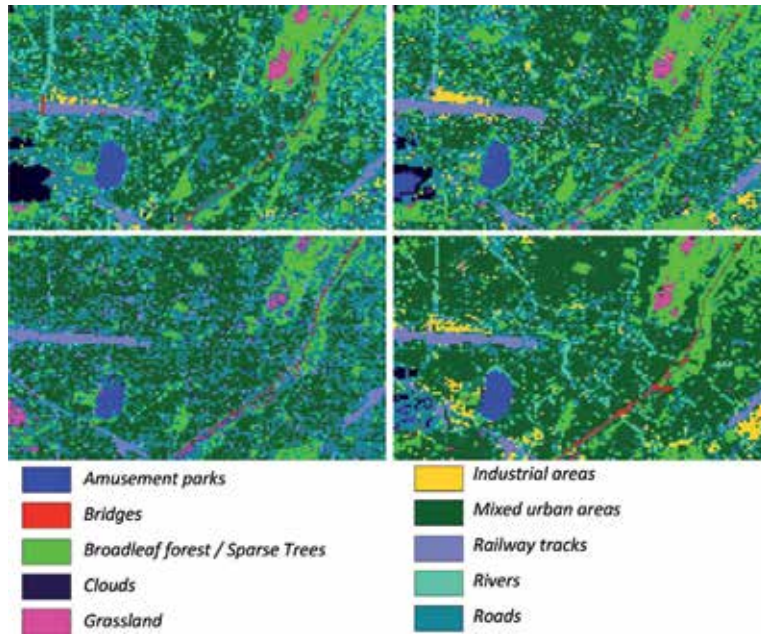 Amusement parks
Bridges
Broadleaf forest / Sparse Trees
Clouds
Grassland
Industrial areas
Mixed urban areas
Railway tracks
Rivers
Roads